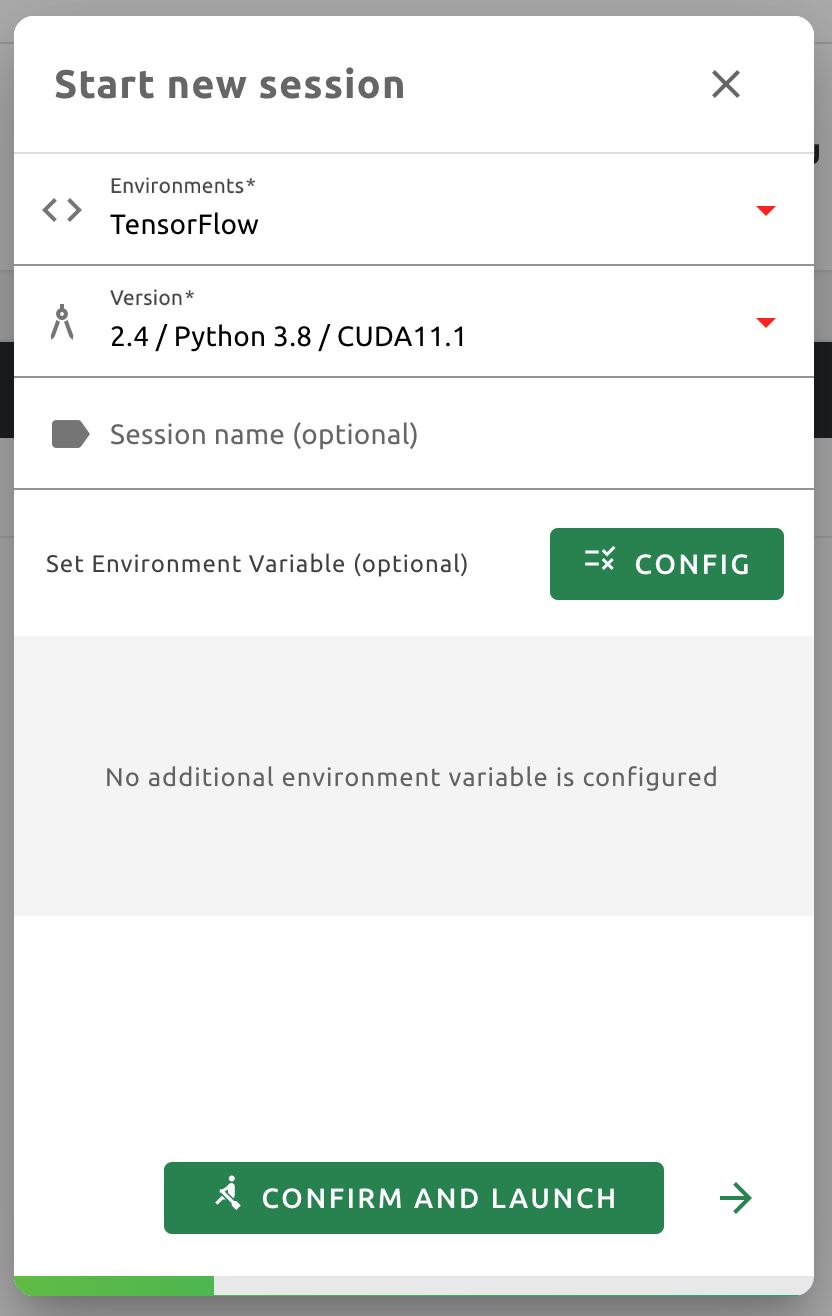 Start new session
Environments*
TensorFlow
Version*
2.4 / Python 3.8 / CUDA11.1
Session name (optional)
Set Environment Variable (optional)
CONFIG
No additional environment variable is configured
CONFIRM AND LAUNCH